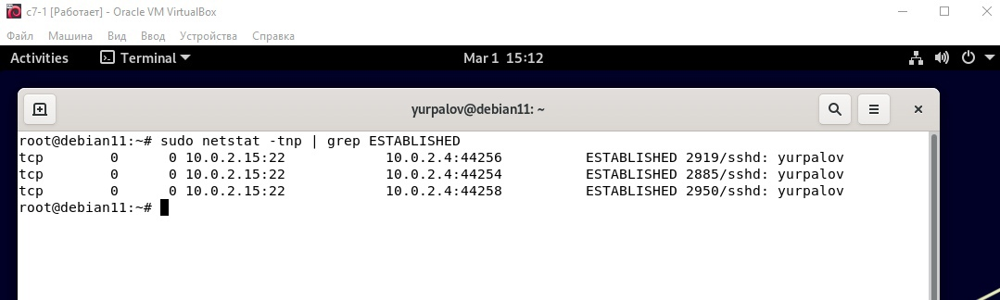 c7-1 [Работает] - Oracle VM VirtualBox
Файл Машина Вид Ввод Устройства Справка
Activities Terminal Mar 1 15:12
yurpalov@debian11: ~
root@debian11:~# sudo netstat -tnp | grep ESTABLISHED
tcp 0 0 10.0.2.15:22 10.0.2.4:44256 ESTABLISHED 2919/sshd: yurpalov
tcp 0 0 10.0.2.15:22 10.0.2.4:44254 ESTABLISHED 2885/sshd: yurpalov
tcp 0 0 10.0.2.15:22 10.0.2.4:44258 ESTABLISHED 2950/sshd: yurpalov
root@debian11:~#